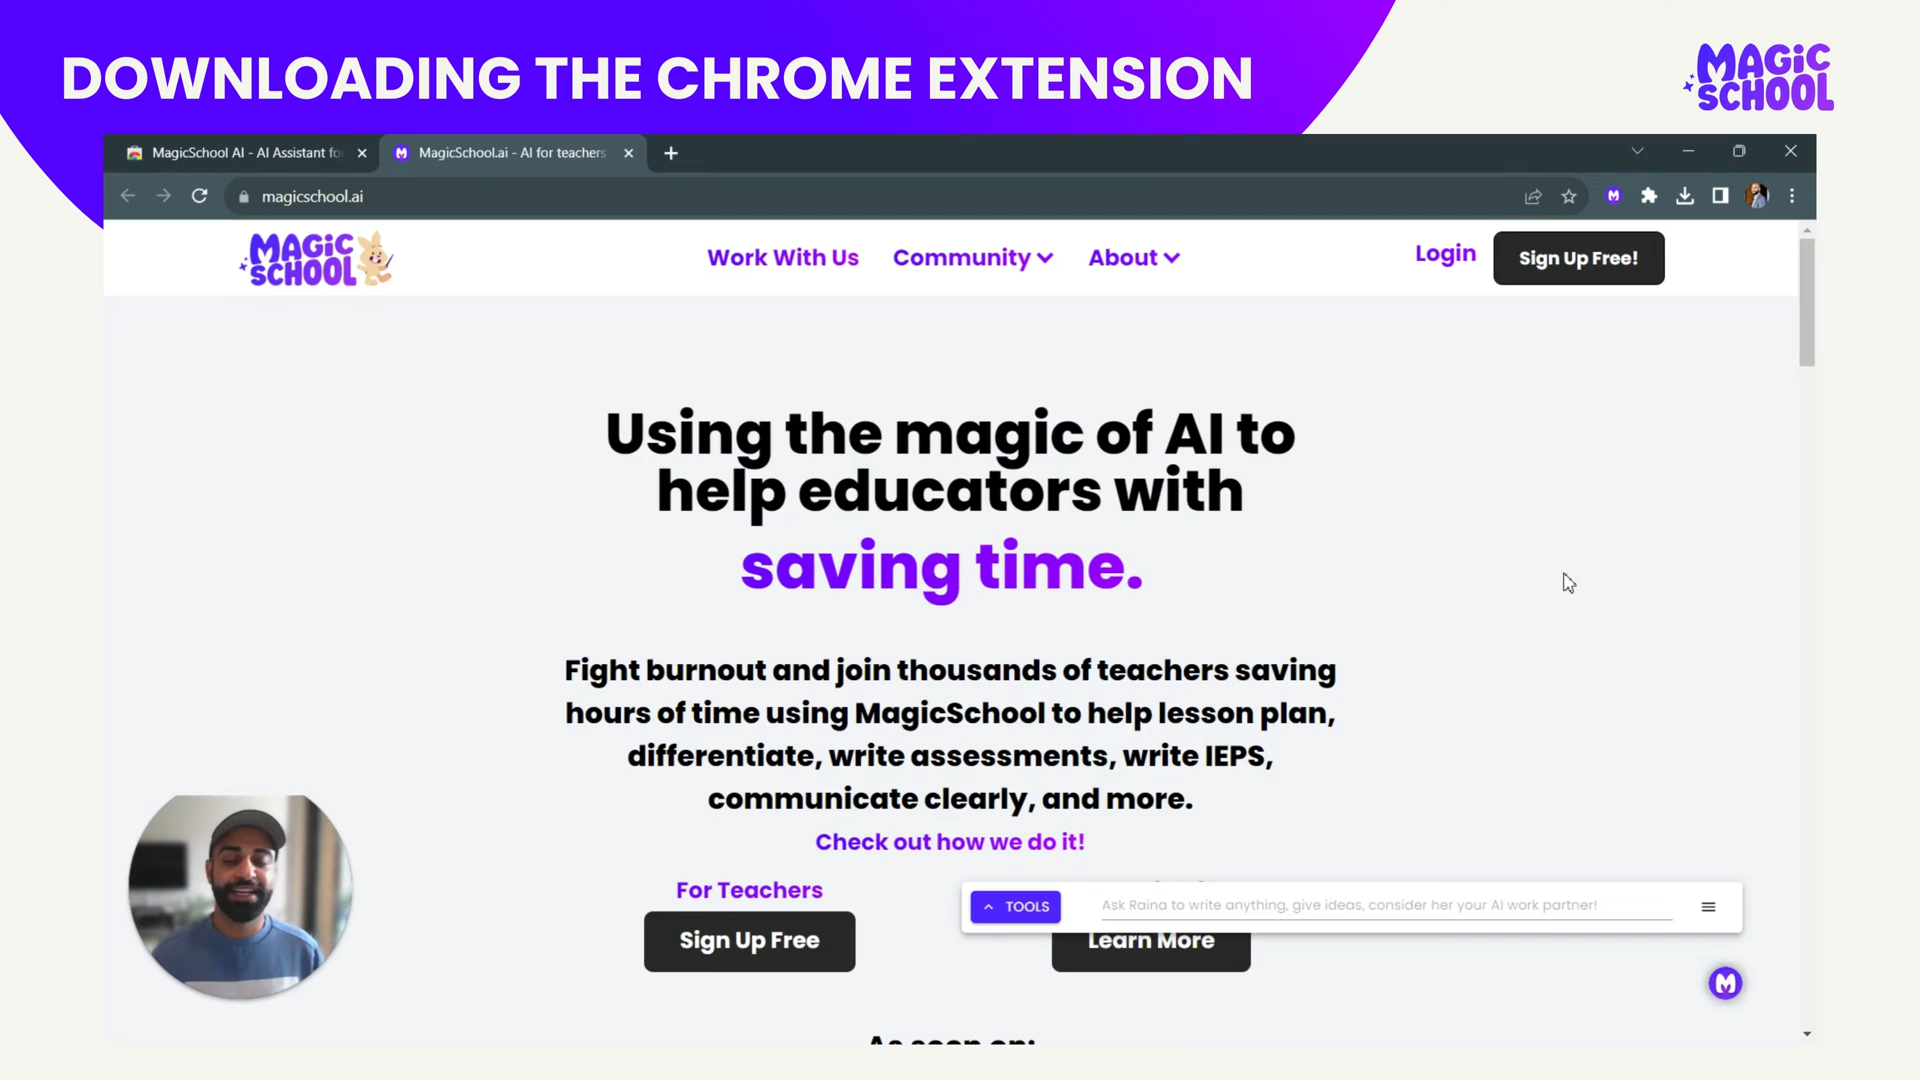 DOWNLOADING THE CHROME EXTENSION
MAGiC
SCHOOL
MagicSchool AI - AI Assistant fo
MagicSchool.ai - AI for teachers
magicschool.ai
MAGiC
SCHOOL
Work With Us
Community
About
Login
Sign Up Free!
Using the magic of AI to
help educators with
saving time.
Fight burnout and join thousands of teachers saving
hours of time using MagicSchool to help lesson plan,
differentiate, write assessments, write IEPS,
communicate clearly, and more.
Check out how we do it!
For Teachers
TOOLS
Ask Raina to write anything, give ideas, consider her your AI work partner!
Sign Up Free
Learn More
As seen on: